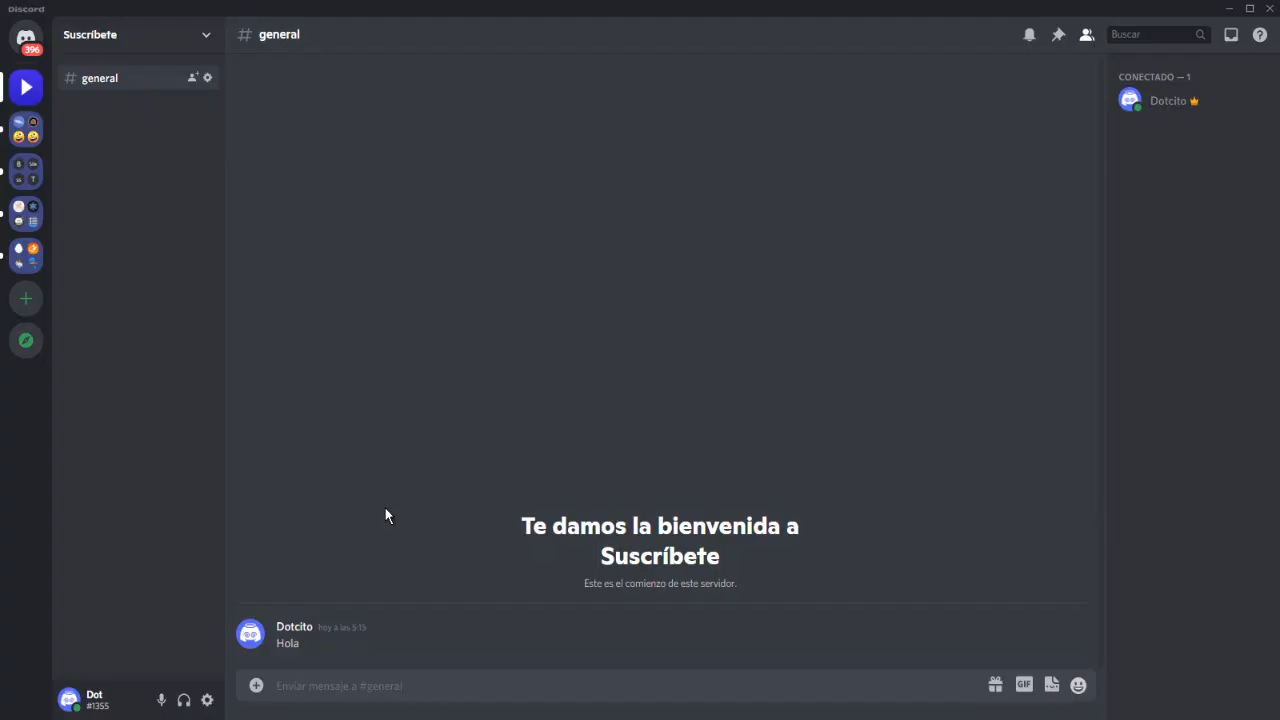 Discord
396
Suscríbete
general
general
Buscar
CONECTADO — 1
Dotcito
Te damos la bienvenida a
Suscríbete
Este es el comienzo de este servidor.
Dotcito hoy a las 5:15
Hola
Enviar mensaje a #general
GIF
Dot
#1355